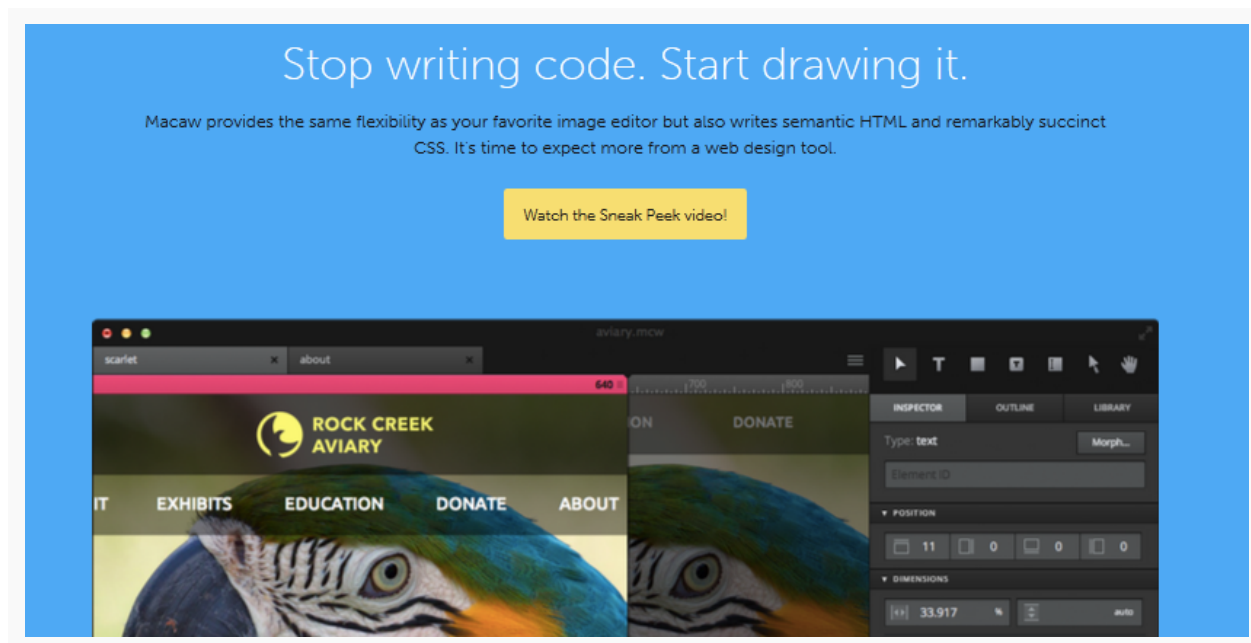 Stop writing code. Start drawing it.
Macaw provides the same flexibility as your favorite image editor but also writes semantic HTML and remarkably succinct
CSS. It's time to expect more from a web design tool.
Watch the Sneak Peek video!
aviary.mcw
scarlet
about
640
700
800
INSPECTOR
OUTLINE
LIBRARY
ROCK CREEK
AVIARY
ION
DONATE
Type: text
Morph...
Element ID
IT
EXHIBITS
EDUCATION
DONATE
ABOUT
POSITION
11
0
0
0
DIMENSIONS
33.917
%
auto